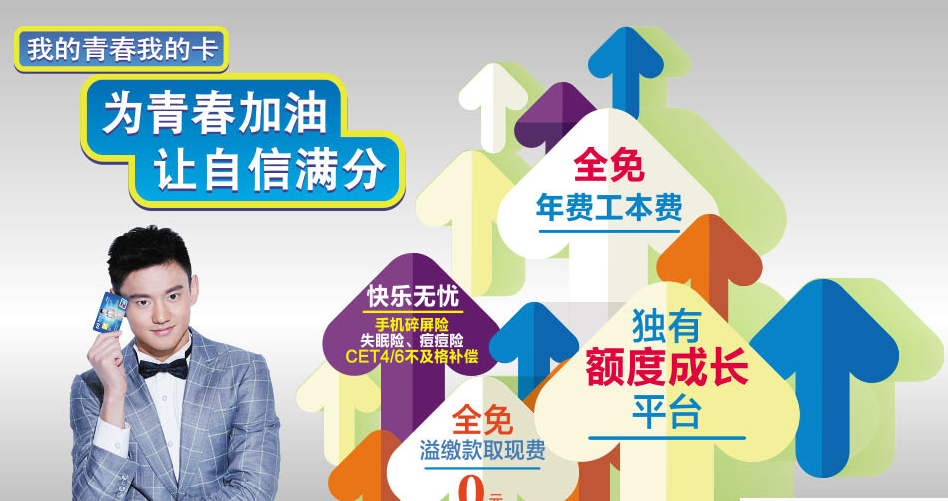 我的青春我的卡
为青春加油
让自信满分
全免
年费工本费
快乐无忧
手机碎屏险
失眠险、痘痘险
CET4/6不及格补偿
独有
额度成长
平台
全免
溢缴款取现费
0元